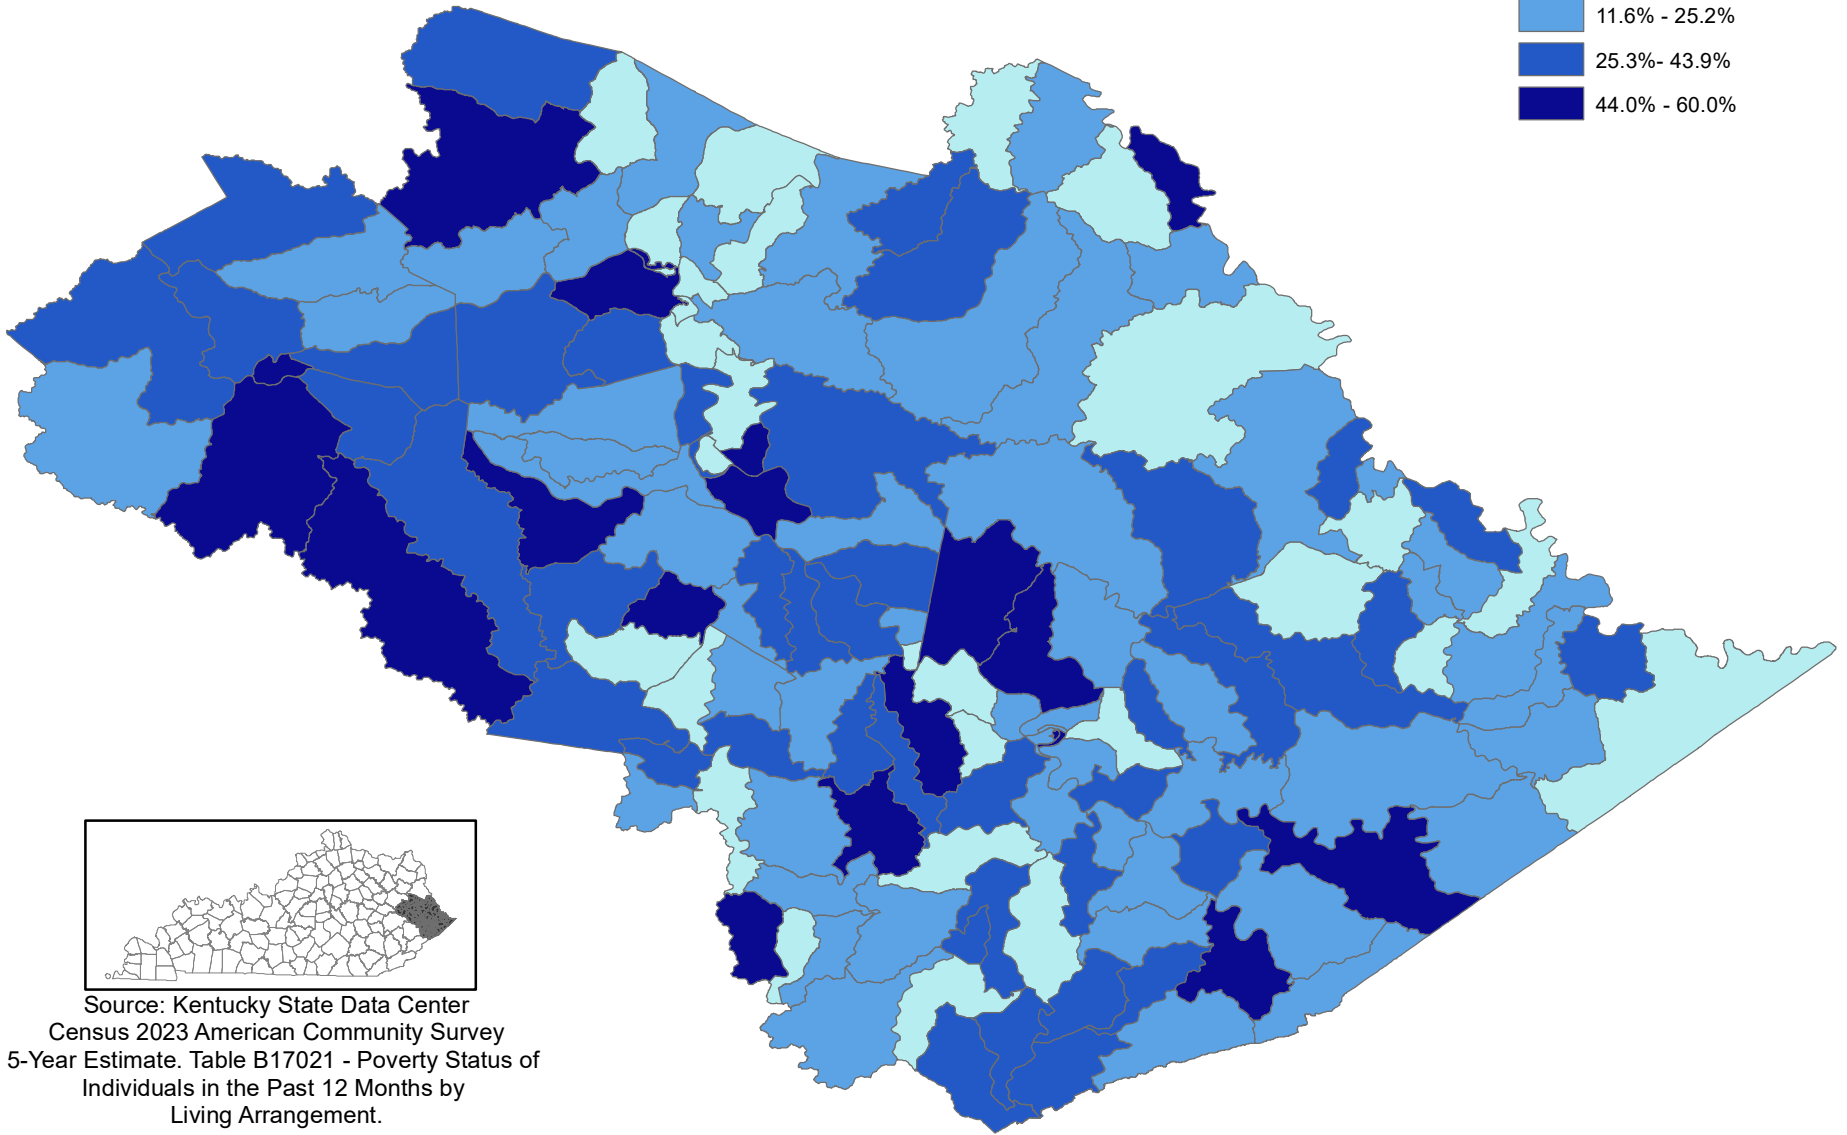 11.6% - 25.2%
25.3%- 43.9%
44.0% - 60.0%
Source: Kentucky State Data Center
Census 2023 American Community Survey
5-Year Estimate. Table B17021 - Poverty Status of
Individuals in the Past 12 Months by
Living Arrangement.